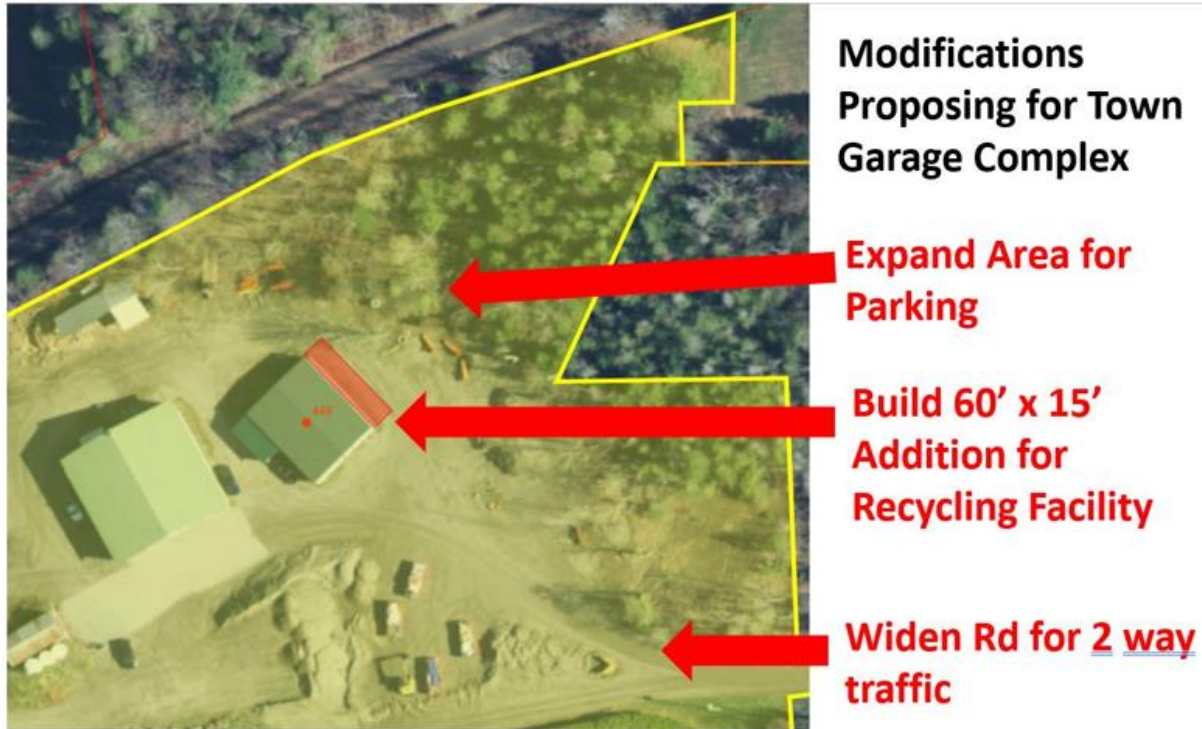 Modifications
Proposing for Town
Garage Complex
Expand Area for
Parking
Build 60’ x 15’
Addition for
Recycling Facility
Widen Rd for 2 way
traffic